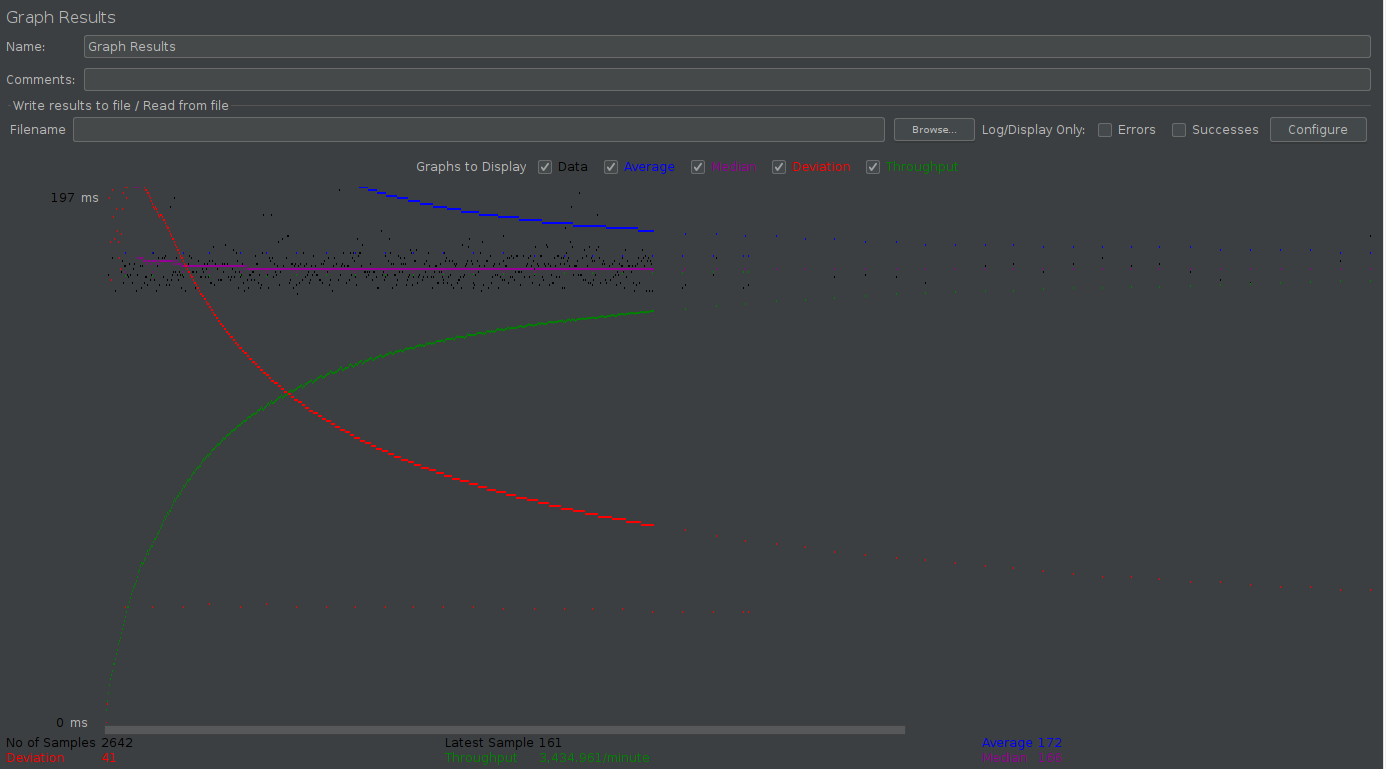 Graph Results
Name: Graph Results
Comments:
Write results to file / Read from file
Filename Browse... Log/Display Only: Errors Successes Configure
Graphs to Display Data Average Median Deviation Throughput
197 ms
0 ms
No of Samples 2642 Latest Sample 161 Average 172
Deviation 41 Throughput 3,434,961/minute Median